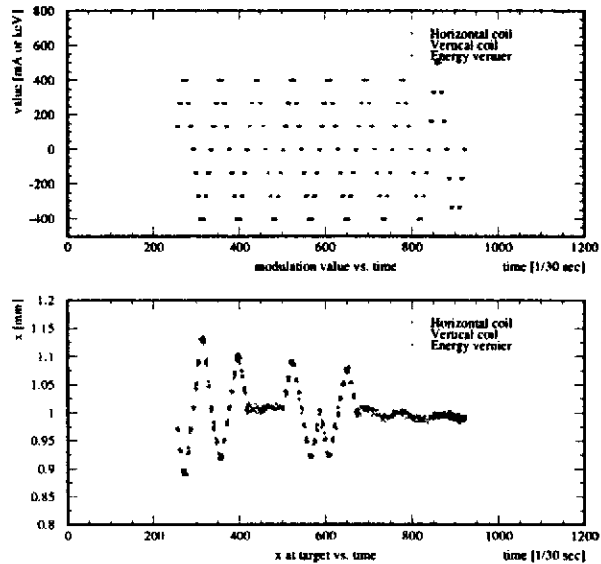 value [mA or keV]
800
600
400
200
0
-200
-400
Horizontal coil
Vertical coil
Energy vernier
0 200 400 600 800 1000 1200
modulation value vs. time time [1/30 sec]
x [mm]
1.2
1.15
1.1
1.05
1
0.95
0.9
0.85
0.8
Horizontal coil
Vertical coil
Energy vernier
0 200 400 600 800 1000 1200
x at target vs. time time [1/30 sec]